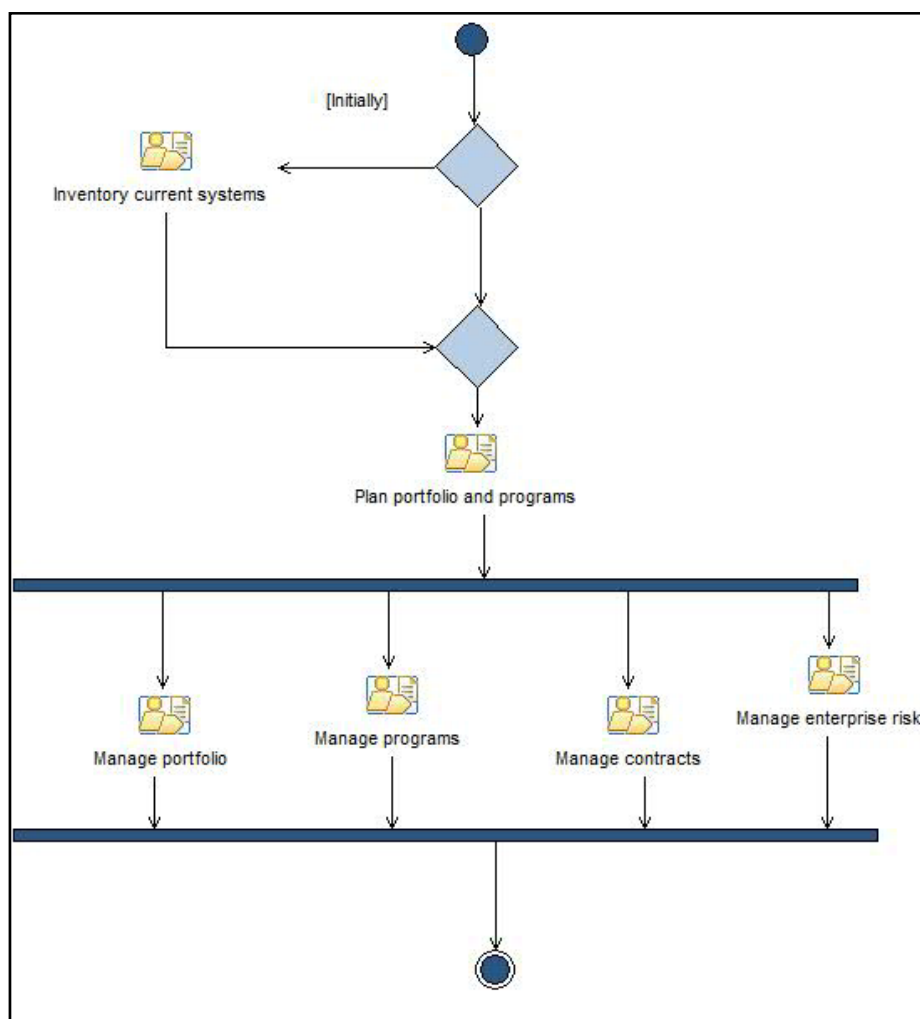 [Initially]
Inventory current systems
Plan portfolio and programs
Manage portfolio
Manage programs
Manage contracts
Manage enterprise risk